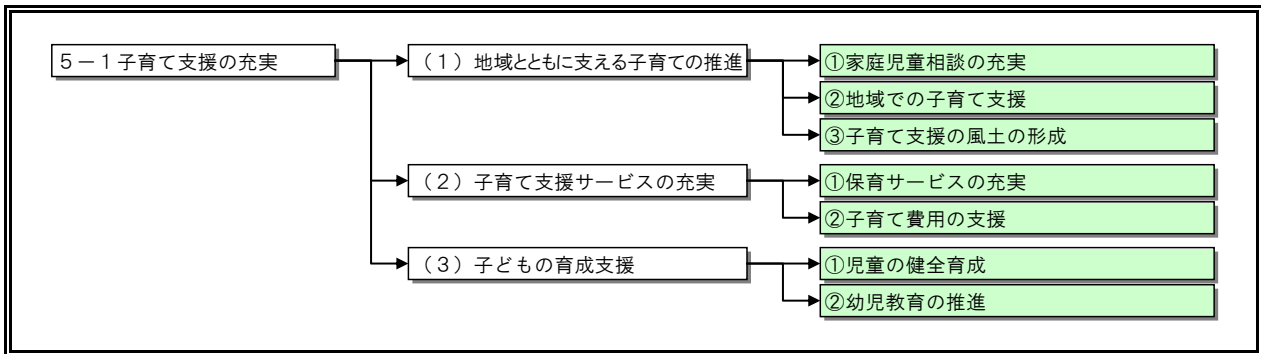 5－1子育て支援の充実
（1）地域とともに支える子育ての推進
①家庭児童相談の充実
②地域での子育て支援
③子育て支援の風土の形成
（2）子育て支援サービスの充実
①保育サービスの充実
②子育て費用の支援
（3）子どもの育成支援
①児童の健全育成
②幼児教育の推進